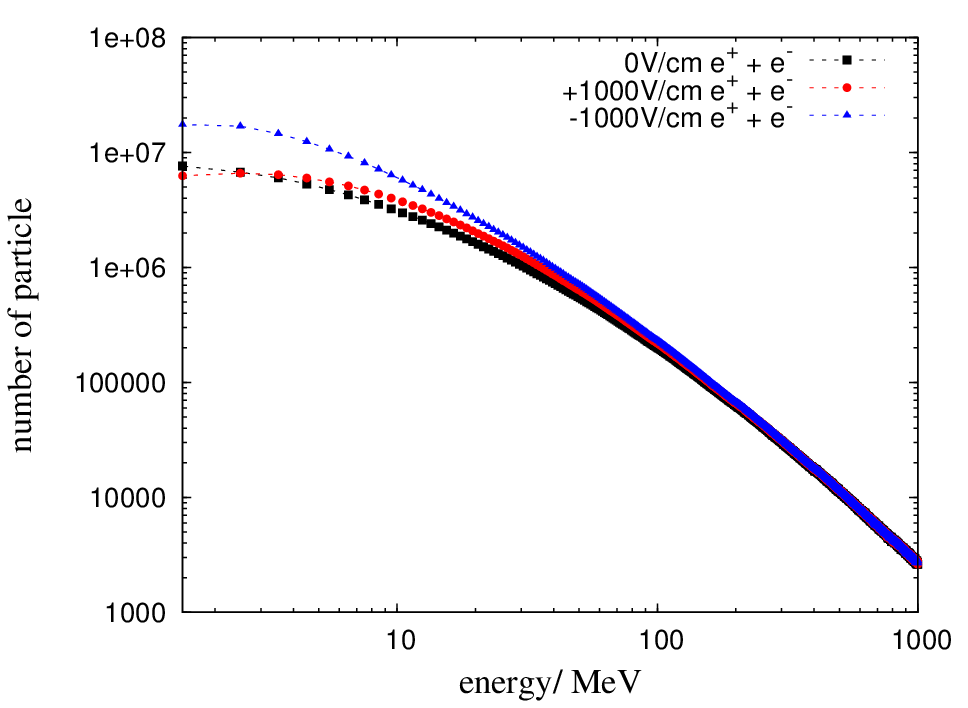 1e+08
1e+07
1e+06
100000
10000
1000
10
100
1000
number of particle
energy/ MeV
0V/cm e⁺ + e⁻
+1000V/cm e⁺ + e⁻
-1000V/cm e⁺ + e⁻